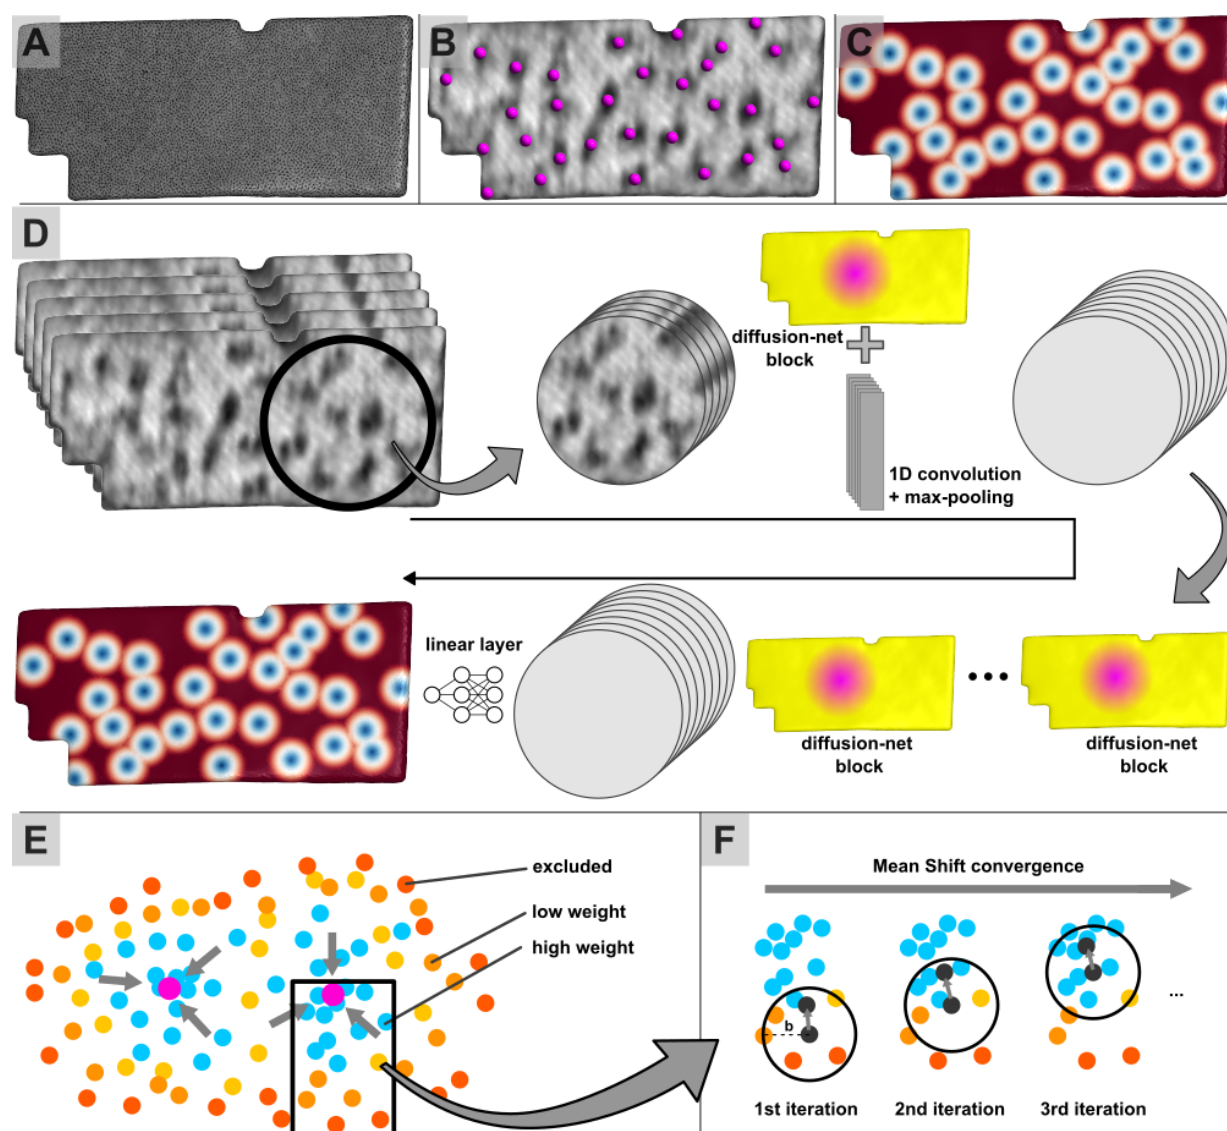 A
B
C
D
diffusion-net
block
1D convolution
+ max-pooling
linear layer
diffusion-net
block
diffusion-net
block
E
excluded
low weight
high weight
F
Mean Shift convergence
b
...
1st iteration
2nd iteration
3rd iteration